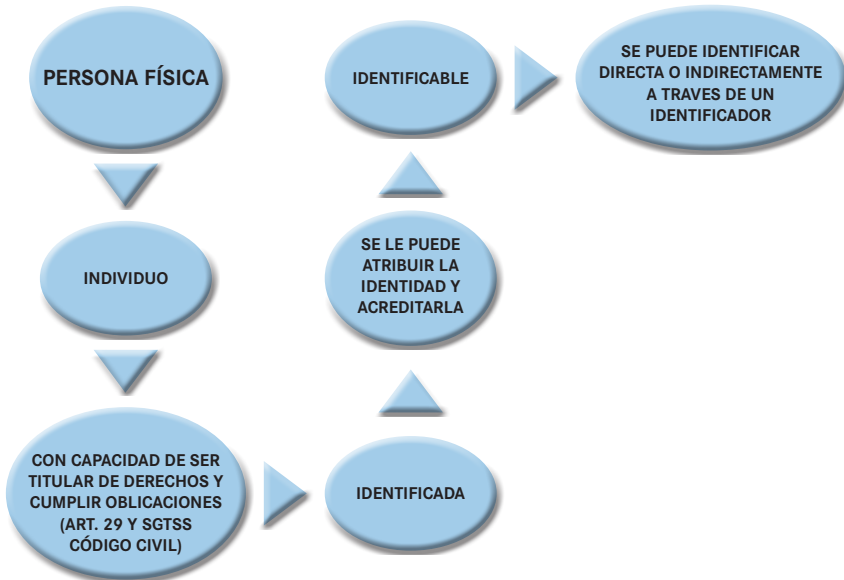 PERSONA FÍSICA
INDIVIDUO
CON CAPACIDAD DE SER
TITULAR DE DERECHOS Y
CUMPLIR OBLICACIONES
(ART. 29 Y SGTSS
CÓDIGO CIVIL)
IDENTIFICADA
SE LE PUEDE
ATRIBUIR LA
IDENTIDAD Y
ACREDITARLA
IDENTIFICABLE
SE PUEDE IDENTIFICAR
DIRECTA O INDIRECTAMENTE
A TRAVES DE UN
IDENTIFICADOR